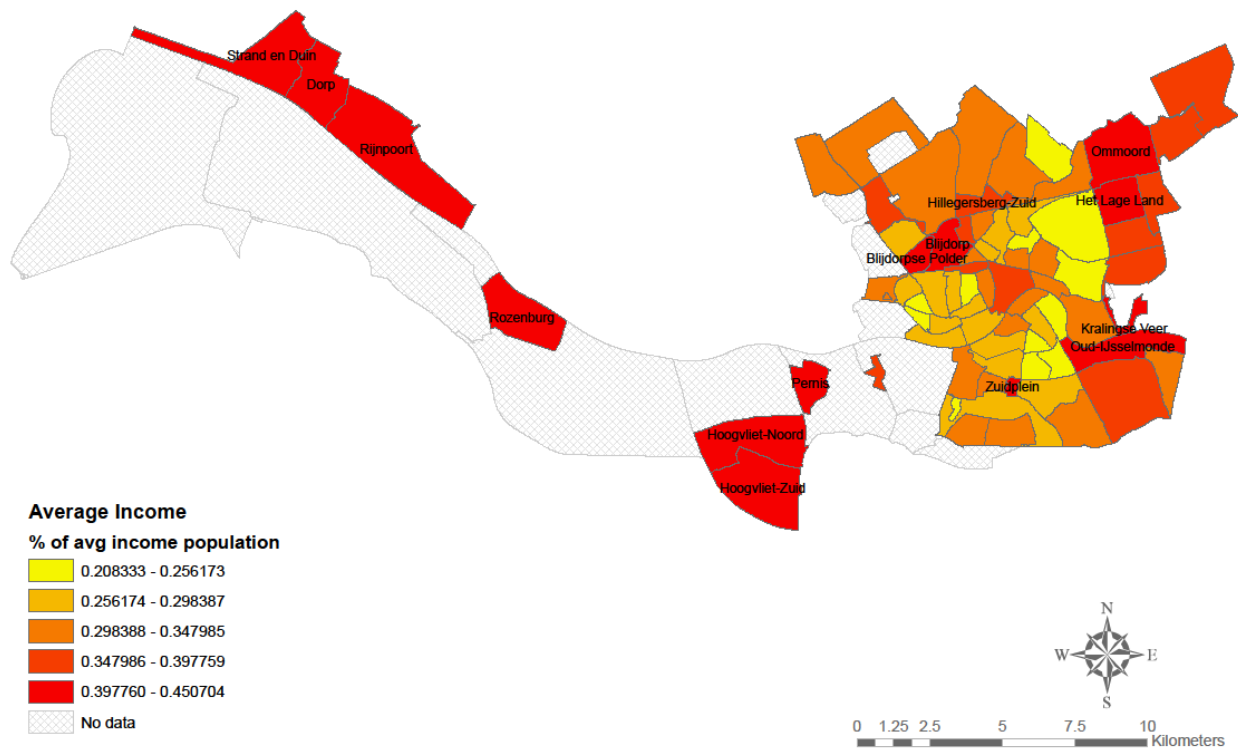 Strand en Duin
Dorp
Rijnpoort
Ommoord
Het Lage Land
Hillegersberg-Zuid
Blijdorp
Blijdorpse Polder
Rozenburg
Kralingse Veer
Oud-IJsselmonde
Pernis
Zuidplein
Hoogvliet-Noord
Hoogvliet-Zuid
Average Income
% of avg income population
0.208333 - 0.256173
0.256174 - 0.298387
0.298388 - 0.347985
0.347986 - 0.397759
0.397760 - 0.450704
No data
N
W E
S
0 1.25 2.5 5 7.5 10
Kilometers